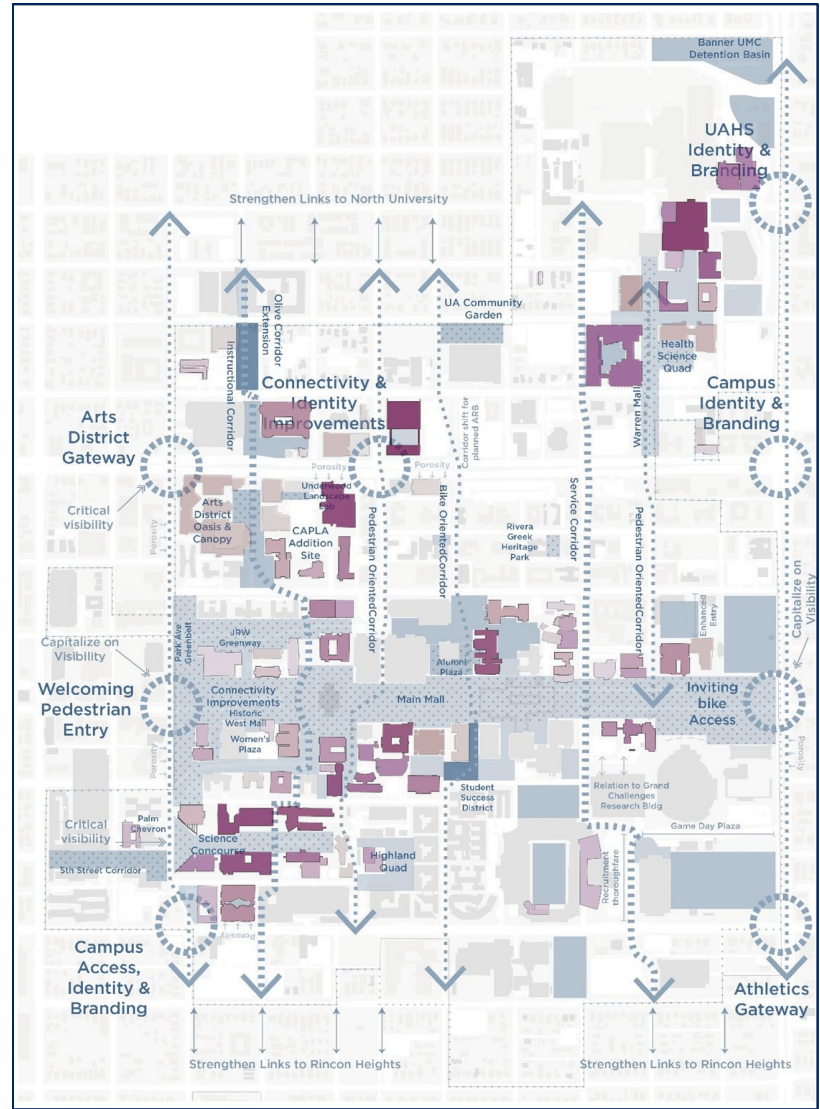 Banner UMC
Detention Basin
UAHS
Identity &
Branding
Strengthen Links to North University
Olive Corridor
Extension
UA Community
Garden
Instructional Corridor
Health
Science
Quad
Warren Mall
Connectivity &
Identity
Improvements
Corridor shift for
planned ARB
Campus
Identity &
Branding
Arts
District
Gateway
Critical
visibility
Porosity
Porosity
Porosity
Underwood
Landscape
Lab
Arts
District
Oasis &
Canopy
CAPLA
Addition
Site
Pedestrian OrientedCorridor
Bike OrientedCorridor
Rivera
Greek
Heritage
Park
Service Corridor
Pedestrian OrientedCorridor
Capitalize on
Visibility
Enhanced
Entry
Park Ave
Greenbelt
JRW
Greenway
Alumni
Plaza
Capitalize on
Visibility
Welcoming
Pedestrian
Entry
Connectivity
Improvements
Historic
West Mall
Main Mall
Inviting
bike
Access
Women's
Plaza
Porosity
Porosity
Student
Success
District
Relation to Grand
Challenges
Research Bldg
Critical
visibility
Palm
Chevron
Science
Concourse
Game Day Plaza
5th Street Corridor
Highland
Quad
Recruitment
thoroughfare
Porosity
Campus
Access,
Identity &
Branding
Athletics
Gateway
Strengthen Links to Rincon Heights
Strengthen Links to Rincon Heights